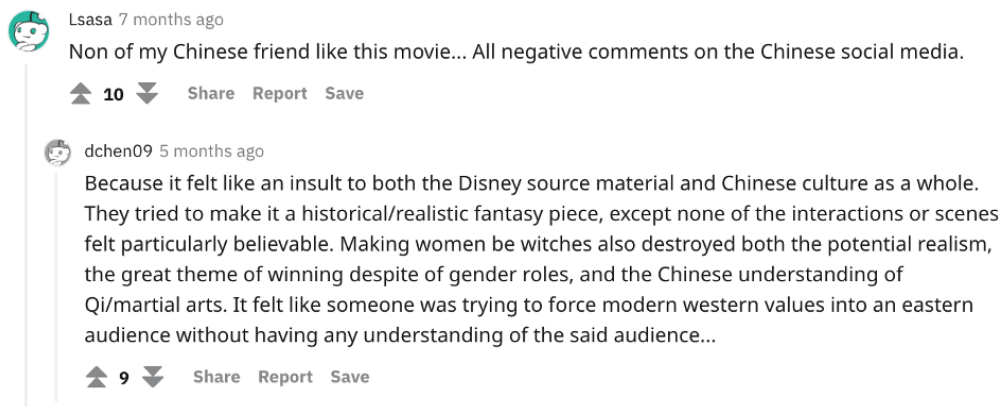 Lsasa 7 months ago
Non of my Chinese friend like this movie... All negative comments on the Chinese social media.
10 Share Report Save
dchen09 5 months ago
Because it felt like an insult to both the Disney source material and Chinese culture as a whole.
They tried to make it a historical/realistic fantasy piece, except none of the interactions or scenes
felt particularly believable. Making women be witches also destroyed both the potential realism,
the great theme of winning despite of gender roles, and the Chinese understanding of
Qi/martial arts. It felt like someone was trying to force modern western values into an eastern
audience without having any understanding of the said audience...
9 Share Report Save